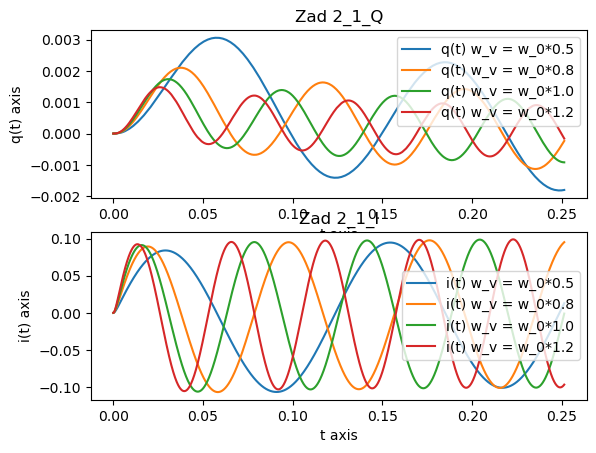 Zad 2_1_Q
0.003
0.002
0.001
0.000
−0.001
−0.002
q(t) axis
q(t) w_v = w_0*0.5
q(t) w_v = w_0*0.8
q(t) w_v = w_0*1.0
q(t) w_v = w_0*1.2
0.00 0.05 0.10 0.15 0.20 0.25
t axis
Zad 2_1_I
0.10
0.05
0.00
−0.05
−0.10
i(t) axis
i(t) w_v = w_0*0.5
i(t) w_v = w_0*0.8
i(t) w_v = w_0*1.0
i(t) w_v = w_0*1.2
0.00 0.05 0.10 0.15 0.20 0.25
t axis